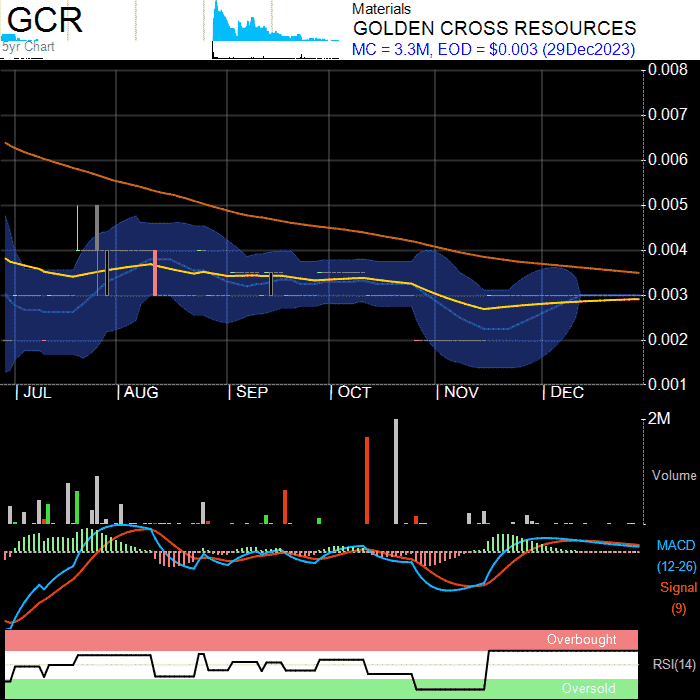 GCR
5yr Chart
Materials
GOLDEN CROSS RESOURCES
MC = 3.3M, EOD = $0.003 (29Dec2023)
0.008
0.007
0.006
0.005
0.004
0.003
0.002
0.001
JUL AUG SEP OCT NOV DEC
2M
Volume
MACD
(12-26)
Signal
(9)
Overbought
RSI(14)
Oversold